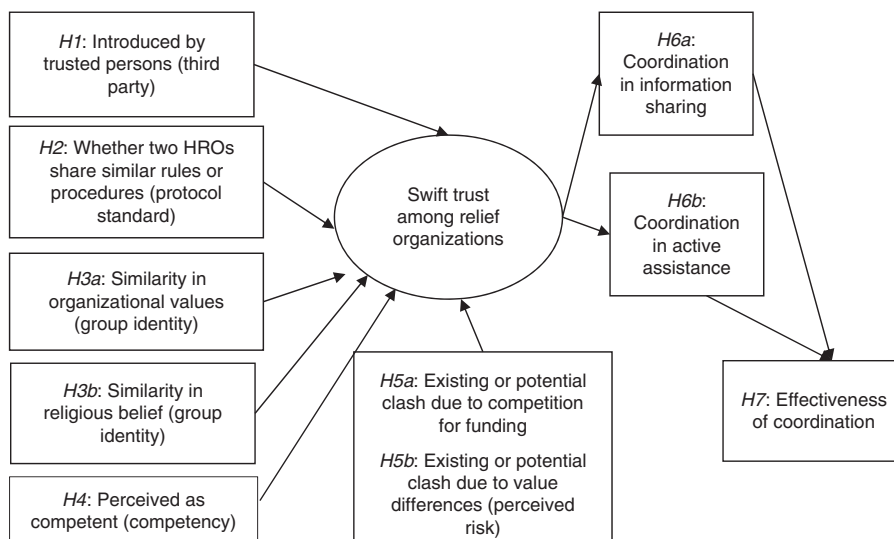 H1: Introduced by
trusted persons (third
party)
H2: Whether two HROs
share similar rules or
procedures (protocol
standard)
H3a: Similarity in
organizational values
(group identity)
H3b: Similarity in
religious belief (group
identity)
H4: Perceived as
competent (competency)
Swift trust
among relief
organizations
H5a: Existing or potential
clash due to competition
for funding
H5b: Existing or potential
clash due to value
differences (perceived
risk)
H6a:
Coordination
in information
sharing
H6b:
Coordination
in active
assistance
H7: Effectiveness
of coordination